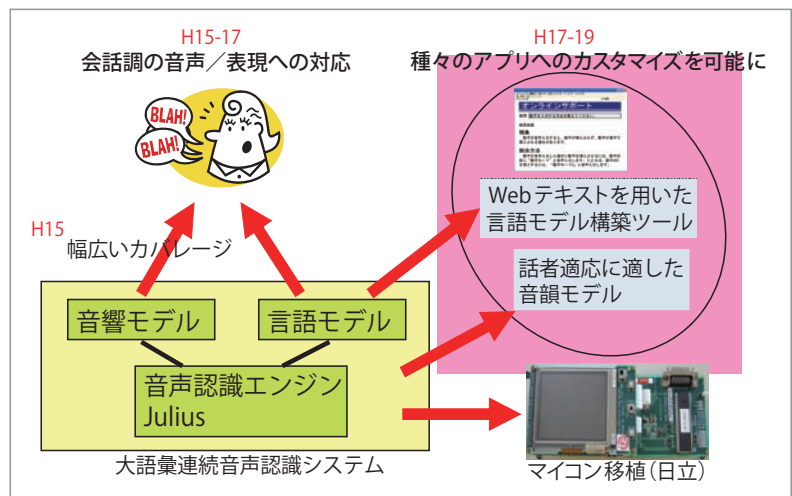 H15-17
会話調の音声／表現への対応
H17-19
種々のアプリへのカスタマイズを可能に
BLAH!
BLAH!
オンラインサポート
Webテキストを用いた
言語モデル構築ツール
話者適応に適した
音韻モデル
H15
幅広いカバレージ
音響モデル
言語モデル
音声認識エンジン
Julius
大語彙連続音声認識システム
マイコン移植(日立)